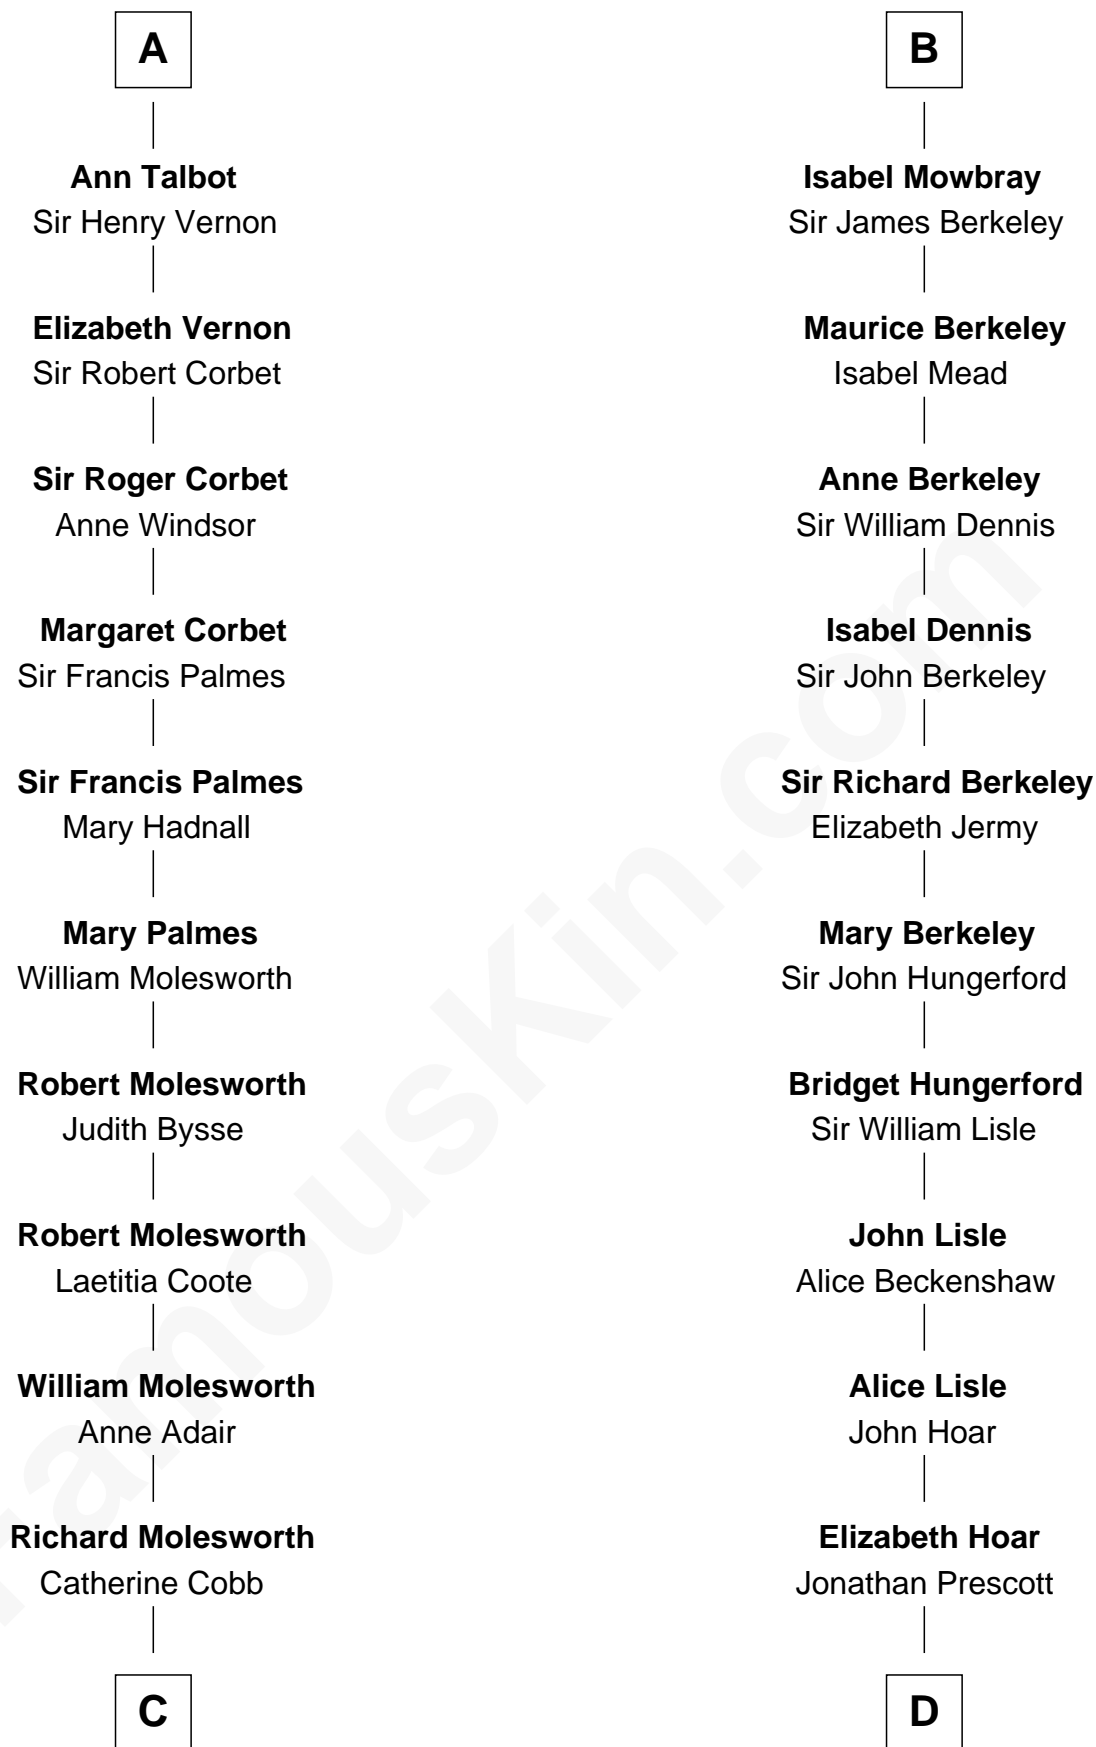 A
Ann Talbot
Sir Henry Vernon
Elizabeth Vernon
Sir Robert Corbet
Sir Roger Corbet
Anne Windsor
Margaret Corbet
Sir Francis Palmes
Sir Francis Palmes
Mary Hadnall
Mary Palmes
William Molesworth
Robert Molesworth
Judith Bysse
Robert Molesworth
Laetitia Coote
William Molesworth
Anne Adair
Richard Molesworth
Catherine Cobb
C
B
Isabel Mowbray
Sir James Berkeley
Maurice Berkeley
Isabel Mead
Anne Berkeley
Sir William Dennis
Isabel Dennis
Sir John Berkeley
Sir Richard Berkeley
Elizabeth Jermy
Mary Berkeley
Sir John Hungerford
Bridget Hungerford
Sir William Lisle
John Lisle
Alice Beckenshaw
Alice Lisle
John Hoar
Elizabeth Hoar
Jonathan Prescott
D
FamousKin.com